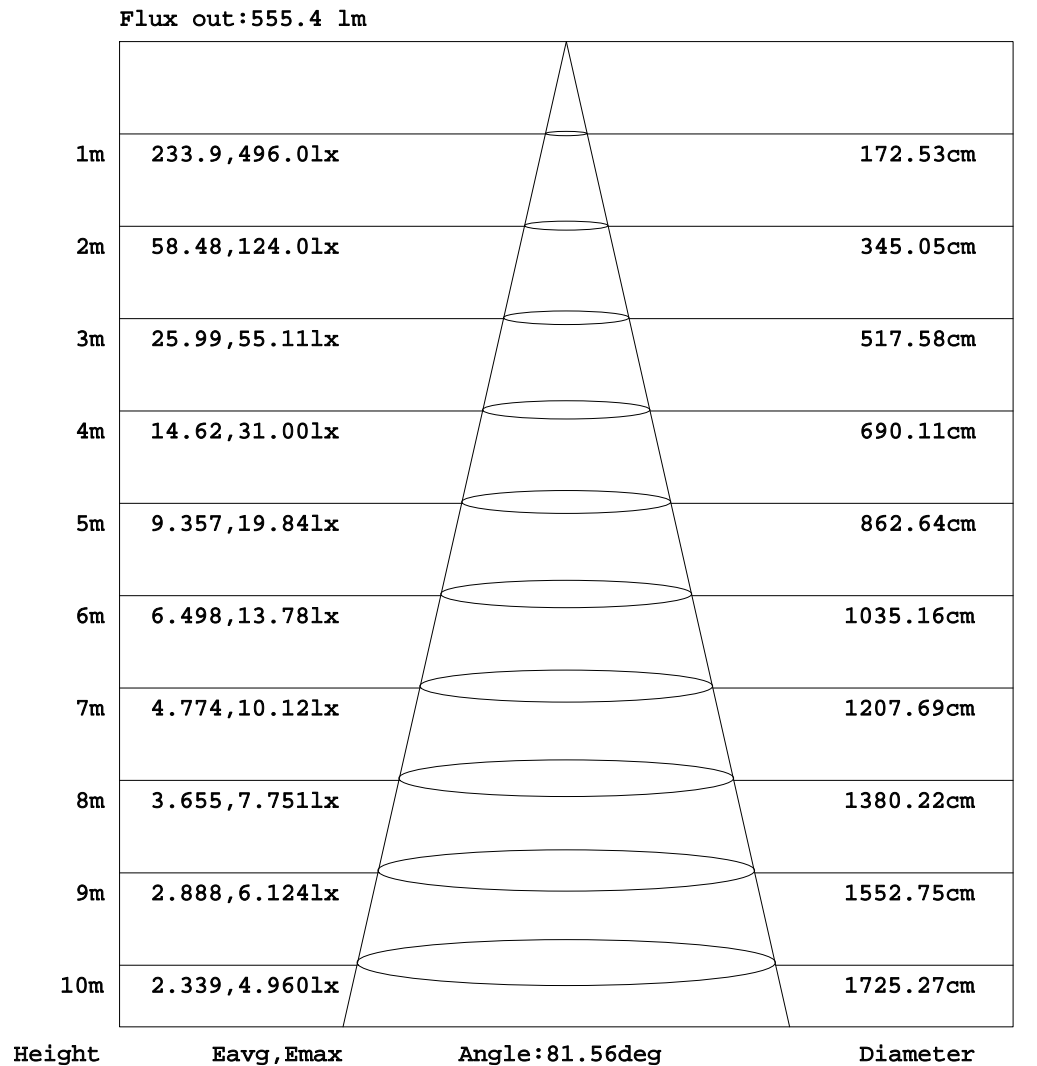 Flux out:555.4 lm
1m 233.9,496.0lx 172.53cm
2m 58.48,124.0lx 345.05cm
3m 25.99,55.11lx 517.58cm
4m 14.62,31.00lx 690.11cm
5m 9.357,19.84lx 862.64cm
6m 6.498,13.78lx 1035.16cm
7m 4.774,10.12lx 1207.69cm
8m 3.655,7.751lx 1380.22cm
9m 2.888,6.124lx 1552.75cm
10m 2.339,4.960lx 1725.27cm
Height Eavg,Emax Angle:81.56deg Diameter